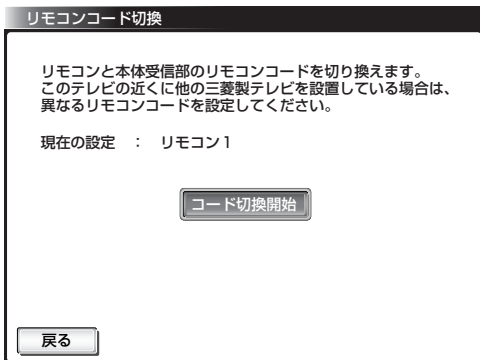 リモコンコード切換
リモコンと本体受信部のリモコンコードを切り換えます。
このテレビの近くに他の三菱製テレビを設置している場合は、
異なるリモコンコードを設定してください。
現在の設定 : リモコン1
コード切換開始
戻る